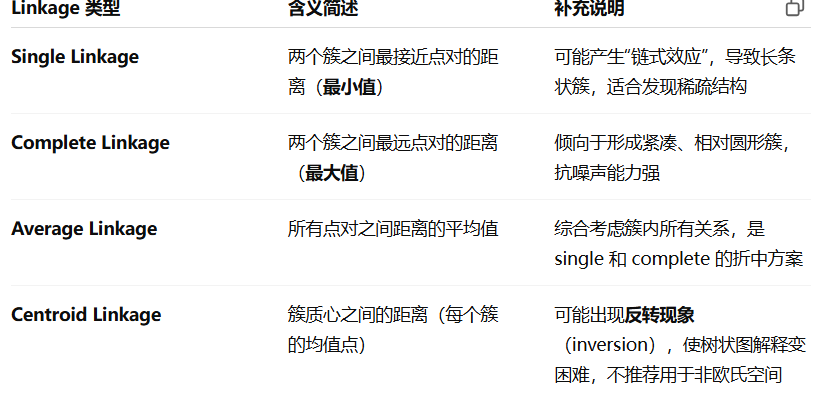 Linkage 类型 含义简述 补充说明
Single Linkage 两个簇之间最接近点对的距 可能产生“链式效应”，导致长条
离（最小值） 状簇，适合发现稀疏结构
Complete Linkage 两个簇之间最远点对的距离 倾向于形成紧凑、相对圆形簇，
（最大值） 抗噪声能力强
Average Linkage 所有点对之间距离的平均值 综合考虑簇内所有关系，是
single 和 complete 的折中方案
Centroid Linkage 簇质心之间的距离（每个簇 可能出现反转现象
的均值点） （inversion），使树状图解释变
困难，不推荐用于非欧氏空间